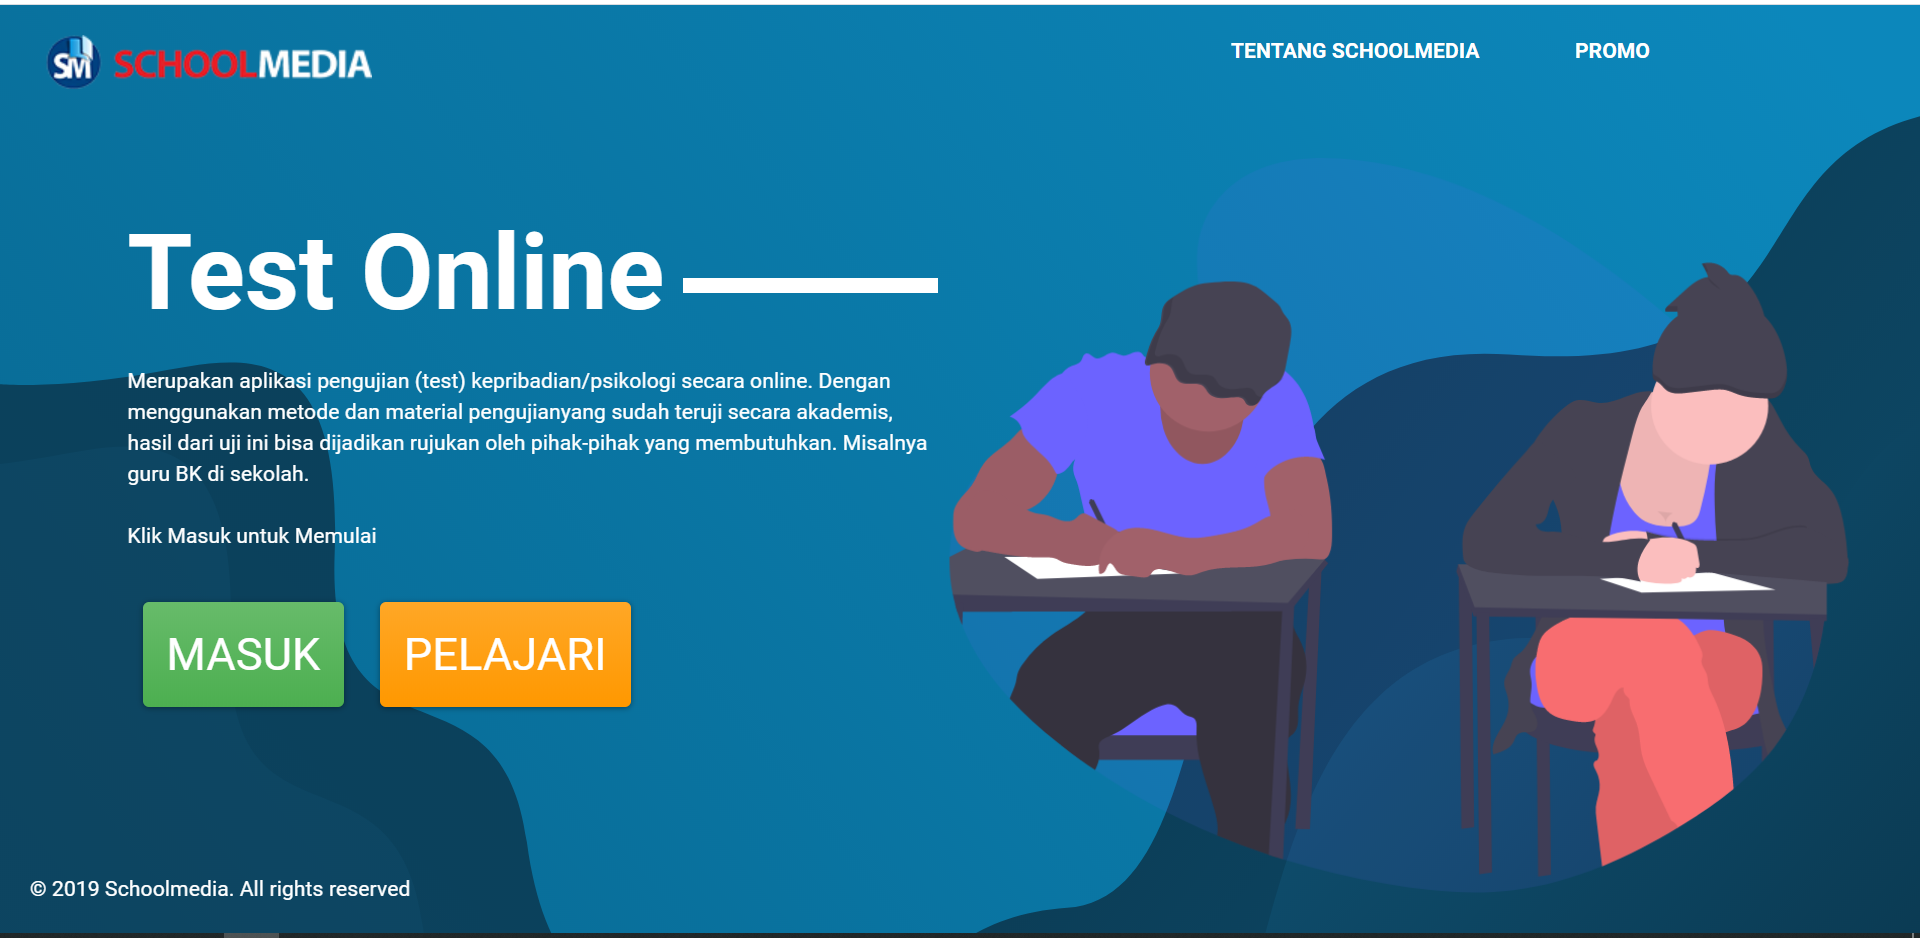 SM SCHOOLMEDIA
TENTANG SCHOOLMEDIA
PROMO
Test Online
Merupakan aplikasi pengujian (test) kepribadian/psikologi secara online. Dengan
menggunakan metode dan material pengujianyang sudah teruji secara akademis,
hasil dari uji ini bisa dijadikan rujukan oleh pihak-pihak yang membutuhkan. Misalnya
guru BK di sekolah.
Klik Masuk untuk Memulai
MASUK
PELAJARI
© 2019 Schoolmedia. All rights reserved